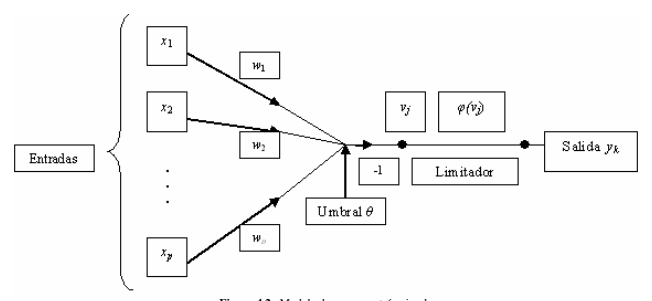 x1
w1
x2
vj
φ(vj)
w2
Entradas
Salida yk
-1
Limitador
Umbral θ
xp